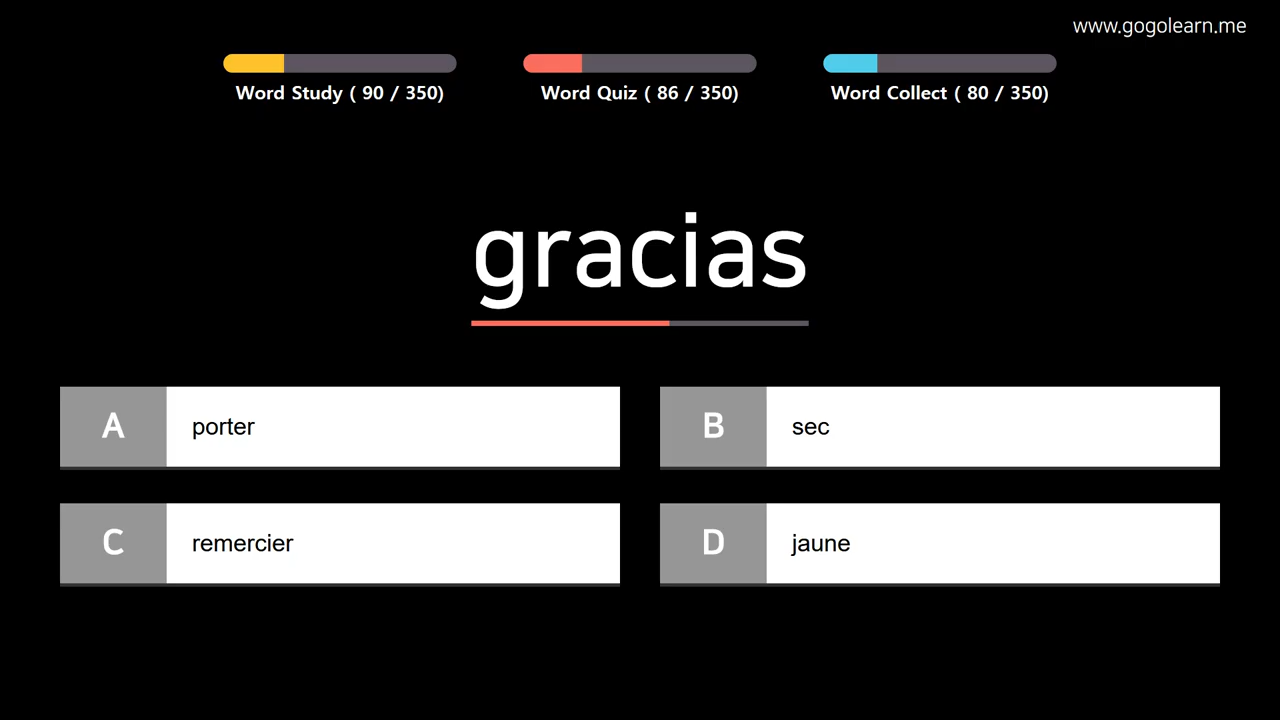 www.gogolearn.me
Word Study ( 90 / 350)
Word Quiz ( 86 / 350)
Word Collect ( 80 / 350)
gracias
A porter
B sec
C remercier
D jaune